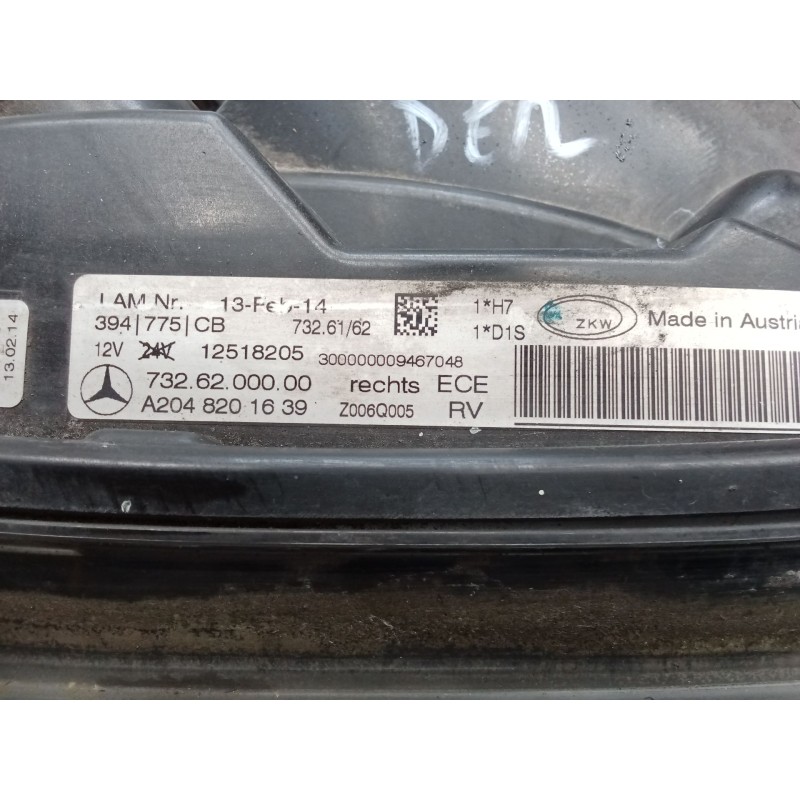 DER
13.02.14
LAM Nr. 13-Feb-14
394|775|CB 732.61/62
12V 24V 12518205 300000009467048
732.62.000.00 rechts ECE
A204 820 16 39 Z006Q005 RV
1*H7
1*D1S
ZKW
Made in Austria